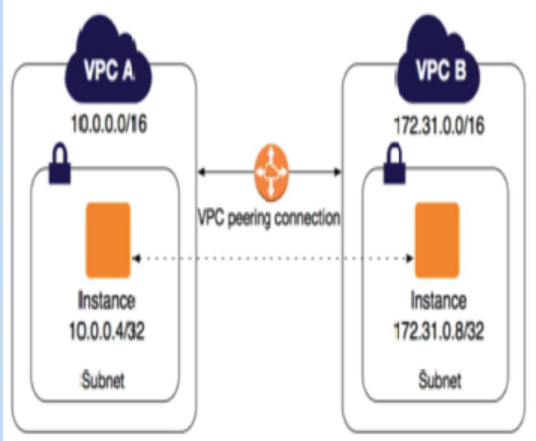 VPC A
10.0.0.0/16
Instance
10.0.0.4/32
Subnet
VPC peering connection
VPC B
172.31.0.0/16
Instance
172.31.0.8/32
Subnet